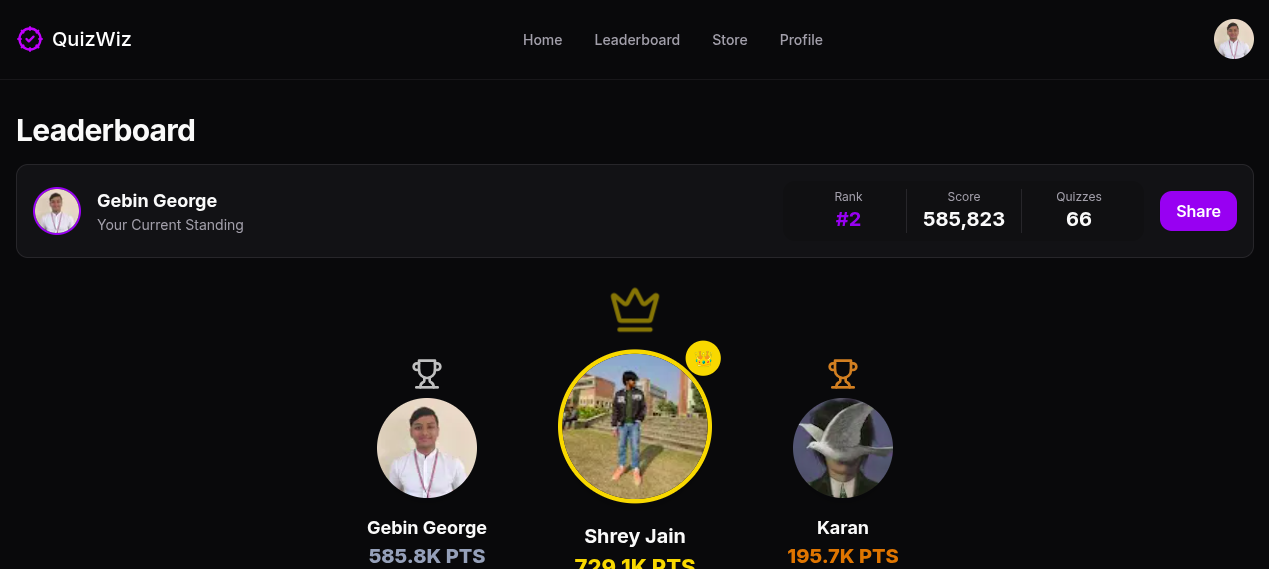 QuizWiz
Home
Leaderboard
Store
Profile
Leaderboard
Gebin George
Your Current Standing
Rank
#2
Score
585,823
Quizzes
66
Share
Gebin George
585.8K PTS
Shrey Jain
729.1K PTS
Karan
195.7K PTS